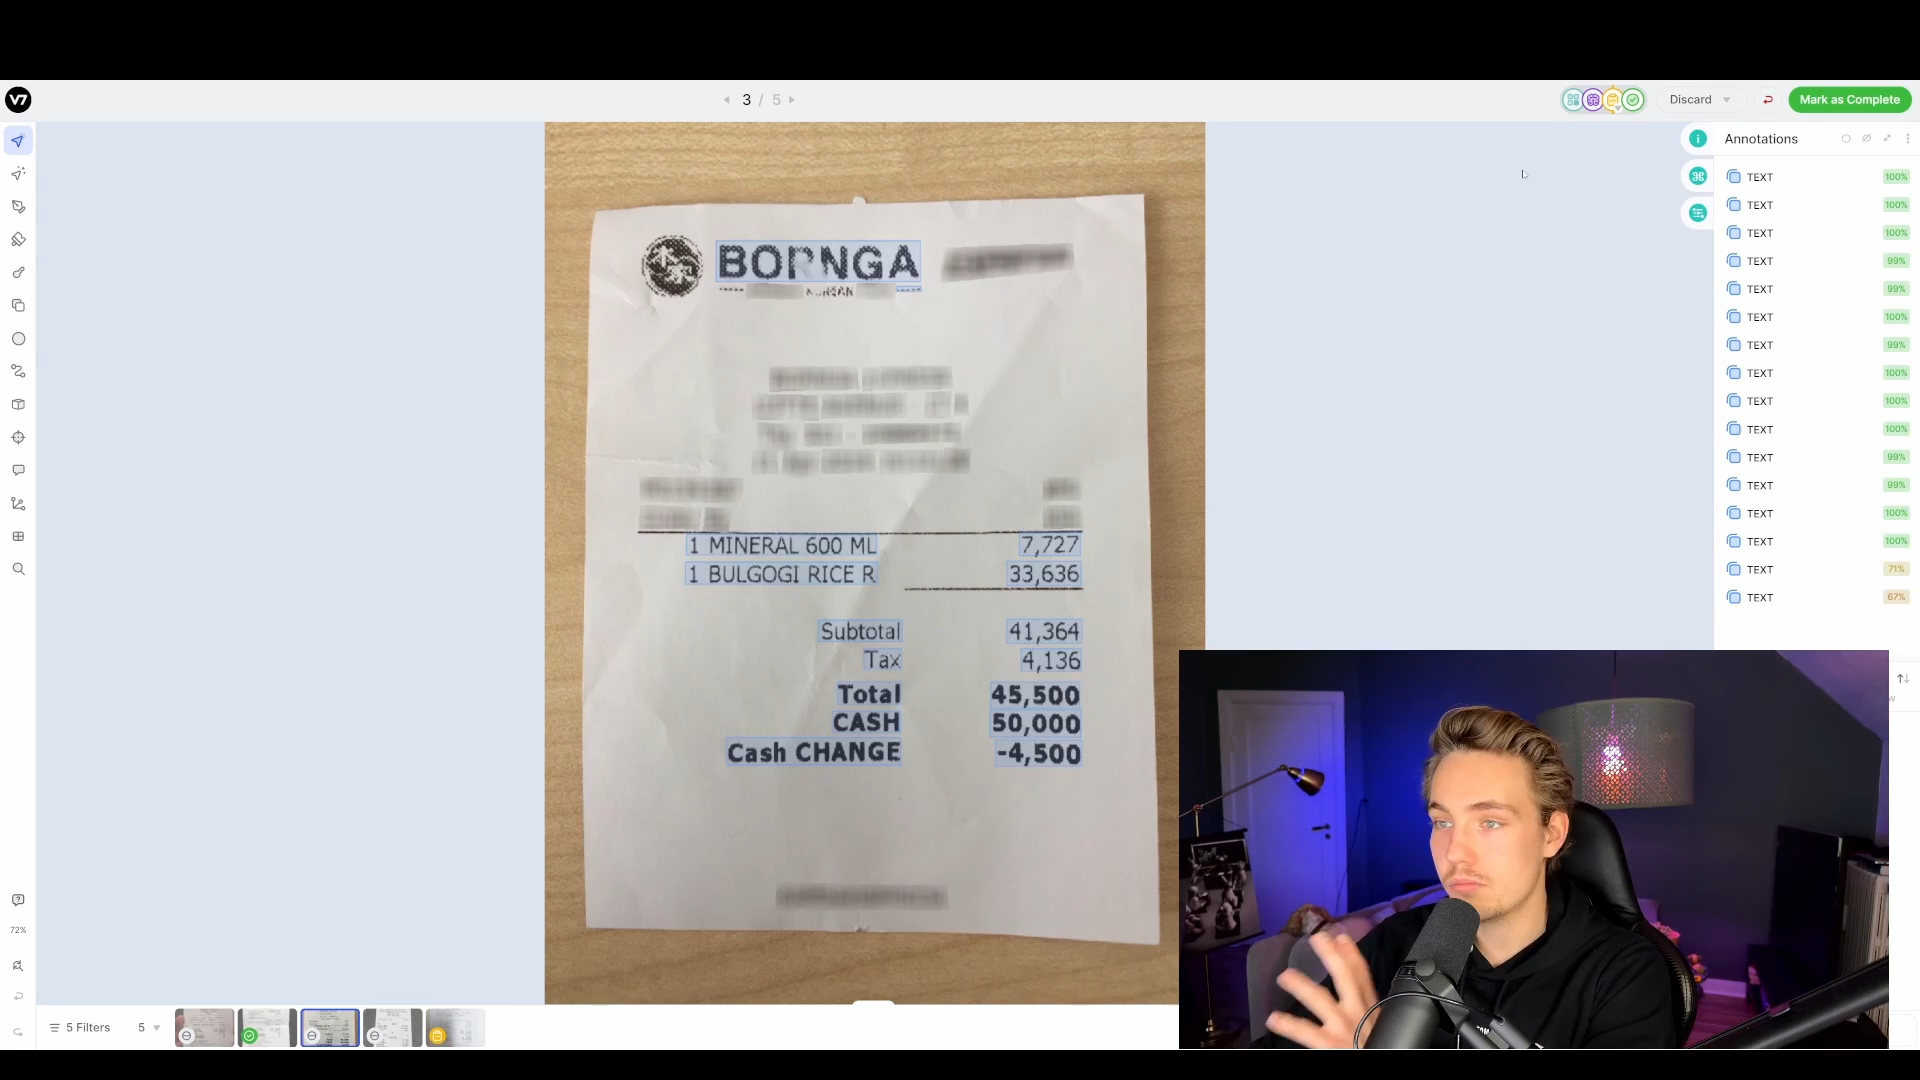 V7
3 / 5
Discard
Mark as Complete
Annotations
TEXT 100%
TEXT 100%
TEXT 100%
TEXT 99%
TEXT 99%
TEXT 100%
TEXT 99%
TEXT 100%
TEXT 100%
TEXT 100%
TEXT 99%
TEXT 99%
TEXT 100%
TEXT 100%
TEXT 71%
TEXT 67%
BORNGA
1 MINERAL 600 ML 7,727
1 BULGOGI RICE R 33,636
Subtotal 41,364
Tax 4,136
Total 45,500
CASH 50,000
Cash CHANGE -4,500
72%
5 Filters 5